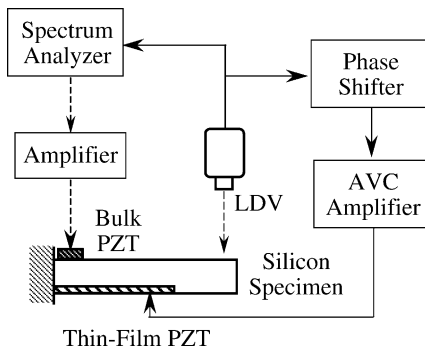 Spectrum
Analyzer
Phase
Shifter
Amplifier
LDV
AVC
Amplifier
Bulk
PZT
Silicon
Specimen
Thin-Film PZT